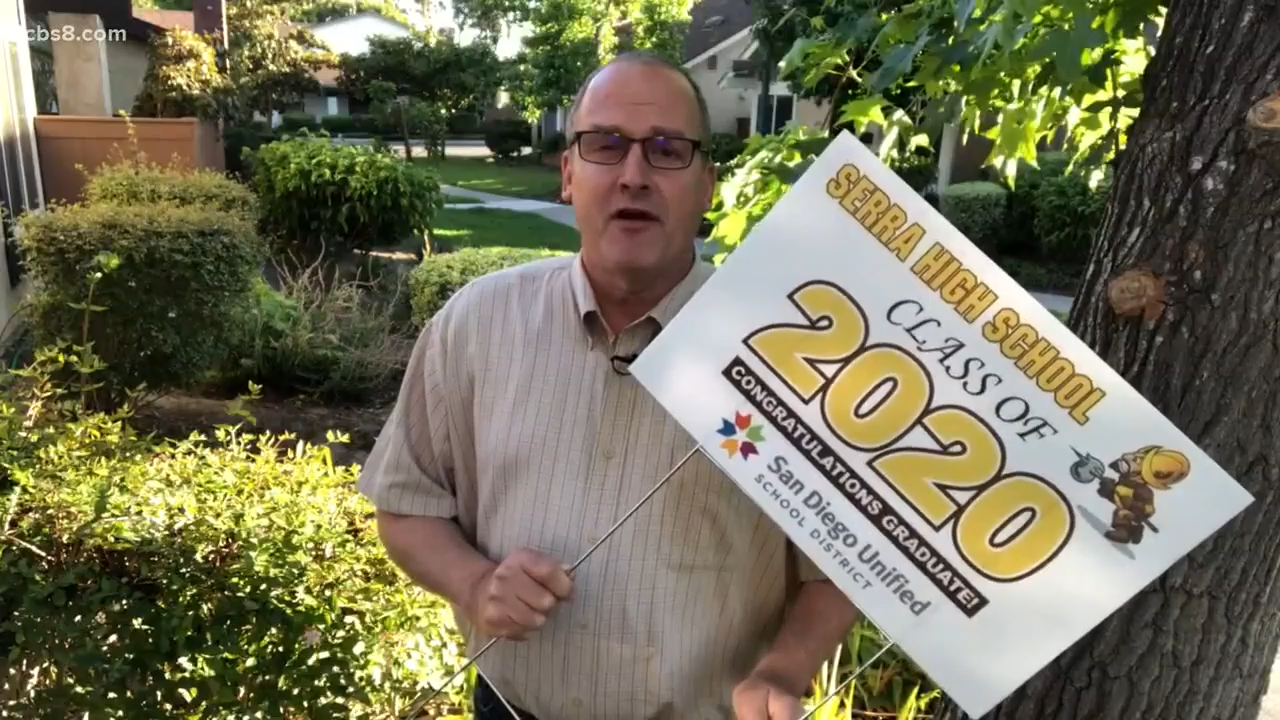 cbs8.com
SERRA HIGH SCHOOL
CLASS OF
2020
CONGRATULATIONS GRADUATE!
San Diego Unified
SCHOOL DISTRICT